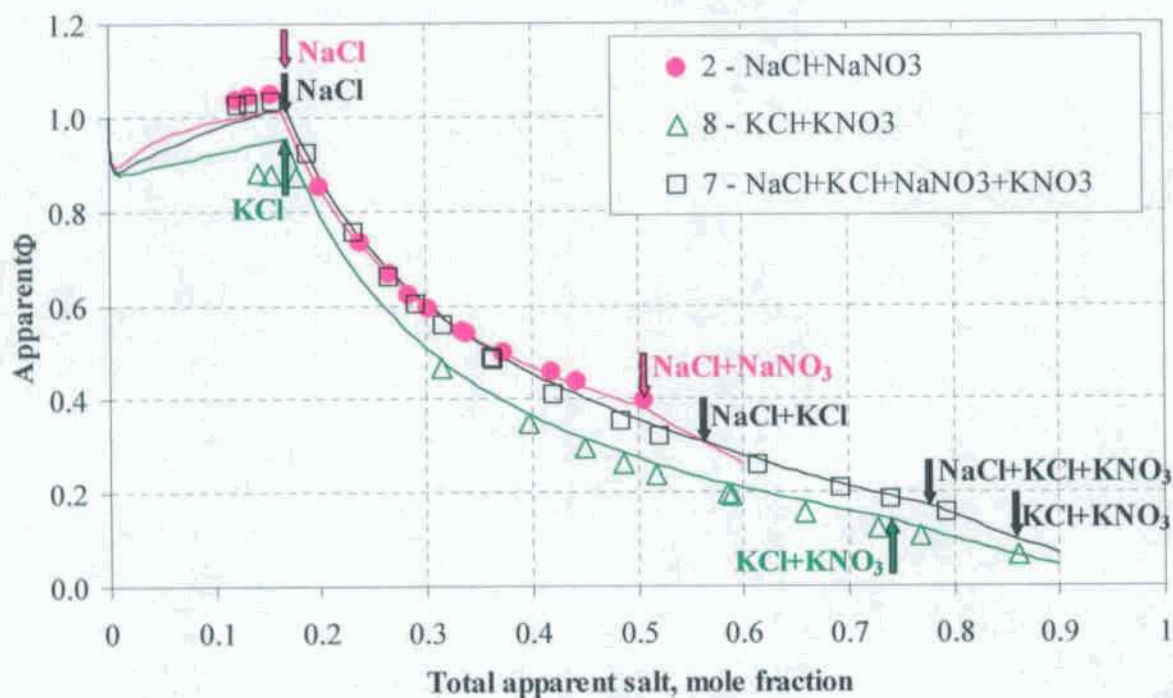 1.2
1.0
0.8
0.6
0.4
0.2
0.0
ApparentΦ
NaCl
NaCl
KCl
2 - NaCl+NaNO3
8 - KCl+KNO3
7 - NaCl+KCl+NaNO3+KNO3
NaCl+NaNO₃
NaCl+KCl
NaCl+KCl+KNO₃
KCl+KNO₃
KCl+KNO₃
0 0.2 0.2 0.3 0.4 0.5 0.6 0.7 0.8 0.9 1
Total apparent salt, mole fraction